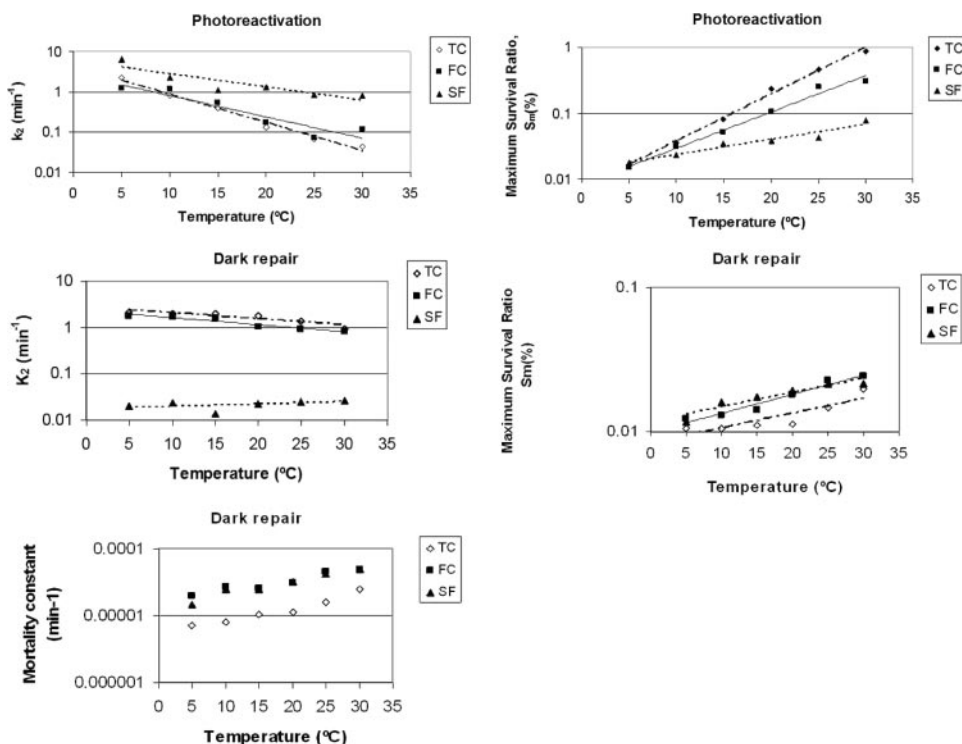 Photoreactivation
k2 (min-1)
10
1
0.1
0.01
0 5 10 15 20 25 30 35
Temperature (ºC)
TC
FC
SF
Photoreactivation
Maximum Survival Ratio,
Sm(%)
1
0.1
0.01
0 5 10 15 20 25 30 35
Temperature (ºC)
TC
FC
SF
Dark repair
K2 (min-1)
10
1
0.1
0.01
0 5 10 15 20 25 30 35
Temperature (ºC)
TC
FC
SF
Dark repair
Maximum Survival Ratio
Sm(%)
0.1
0.01
0 5 10 15 20 25 30 35
Temperature (ºC)
TC
FC
SF
Dark repair
Mortality constant
(min-1)
0.0001
0.00001
0.000001
0 5 10 15 20 25 30 35
Temperature (ºC)
TC
FC
SF